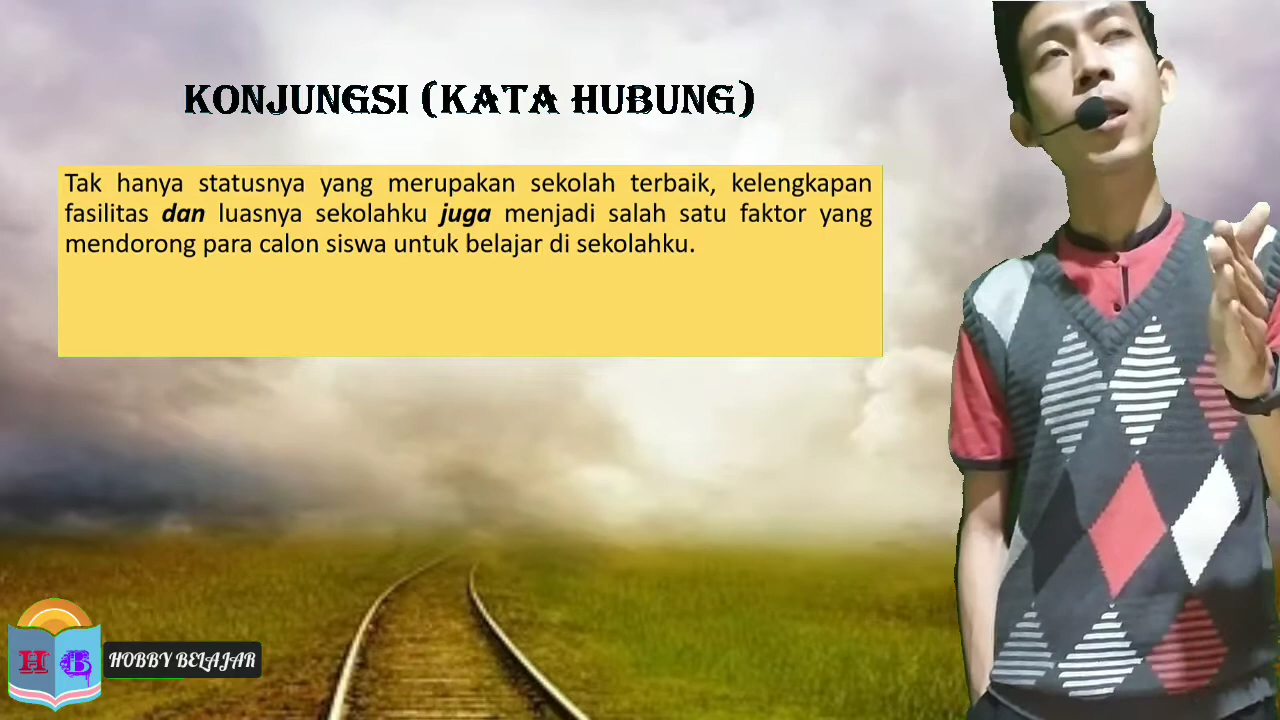 KONJUNGSI (KATA HUBUNG)
Tak hanya statusnya yang merupakan sekolah terbaik, kelengkapan
fasilitas dan luasnya sekolahku juga menjadi salah satu faktor yang
mendorong para calon siswa untuk belajar di sekolahku.
H B
HOBBY BELAJAR